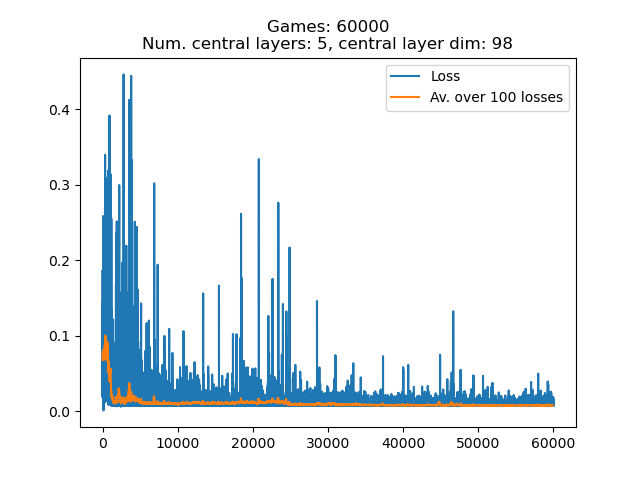 Games: 60000
Num. central layers: 5, central layer dim: 98
Loss
Av. over 100 losses
0.4
0.3
0.2
0.1
0.0
0 10000 20000 30000 40000 50000 60000